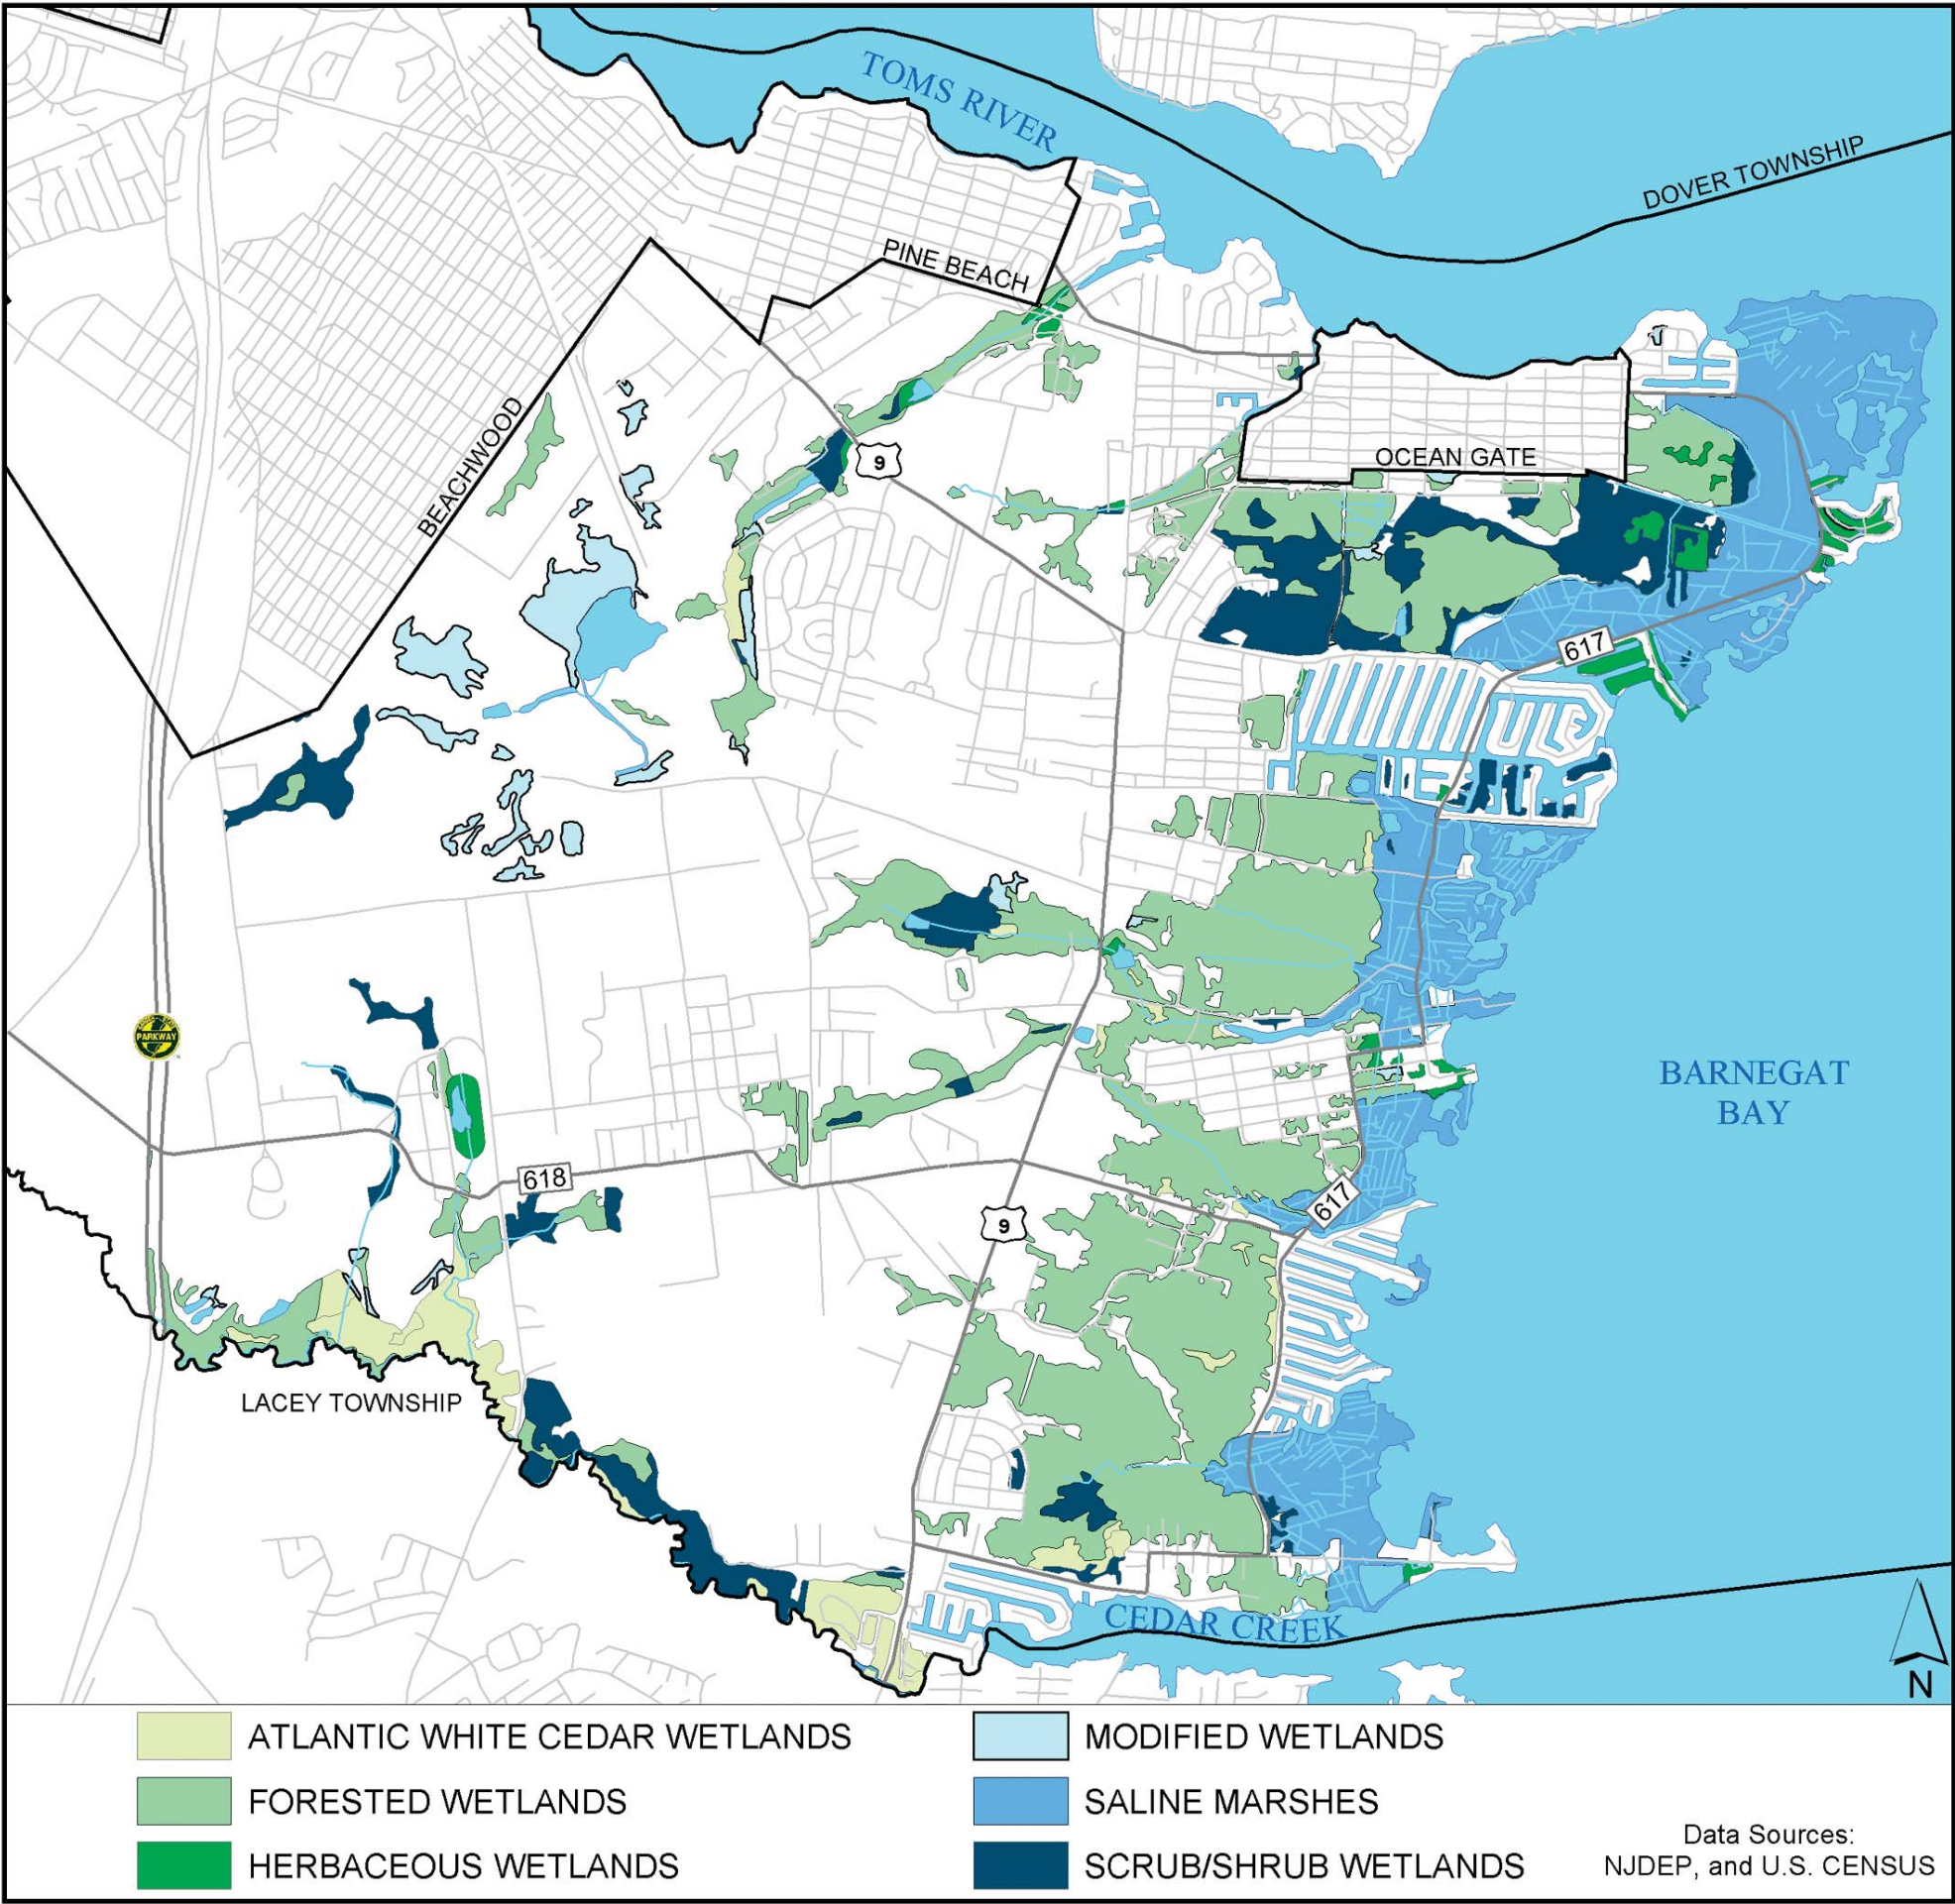 TOMS RIVER
DOVER TOWNSHIP
PINE BEACH
BEACHWOOD
9
OCEAN GATE
617
PARKWAY
BARNEGAT
BAY
618
617
9
LACEY TOWNSHIP
CEDAR CREEK
N
ATLANTIC WHITE CEDAR WETLANDS
FORESTED WETLANDS
HERBACEOUS WETLANDS
MODIFIED WETLANDS
SALINE MARSHES
SCRUB/SHRUB WETLANDS
Data Sources:
NJDEP, and U.S. CENSUS